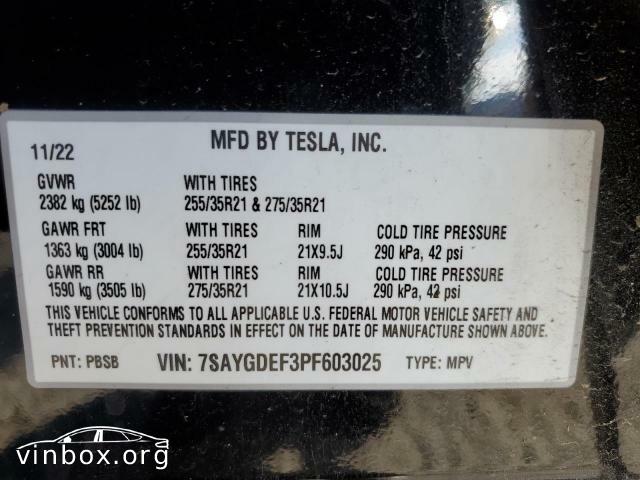 MFD BY TESLA, INC.
11/22
GVWR WITH TIRES
2382 kg (5252 lb) 255/35R21 & 275/35R21
GAWR FRT WITH TIRES RIM COLD TIRE PRESSURE
1363 kg (3004 lb) 255/35R21 21X9.5J 290 kPa, 42 psi
GAWR RR WITH TIRES RIM COLD TIRE PRESSURE
1590 kg (3505 lb) 275/35R21 21X10.5J 290 kPa, 42 psi
THIS VEHICLE CONFORMS TO ALL APPLICABLE U.S. FEDERAL MOTOR VEHICLE SAFETY AND
THEFT PREVENTION STANDARDS IN EFFECT ON THE DATE OF MANUFACTURE SHOWN ABOVE.
PNT: PBSB VIN: 7SAYGDEF3PF603025 TYPE: MPV
vinbox.org